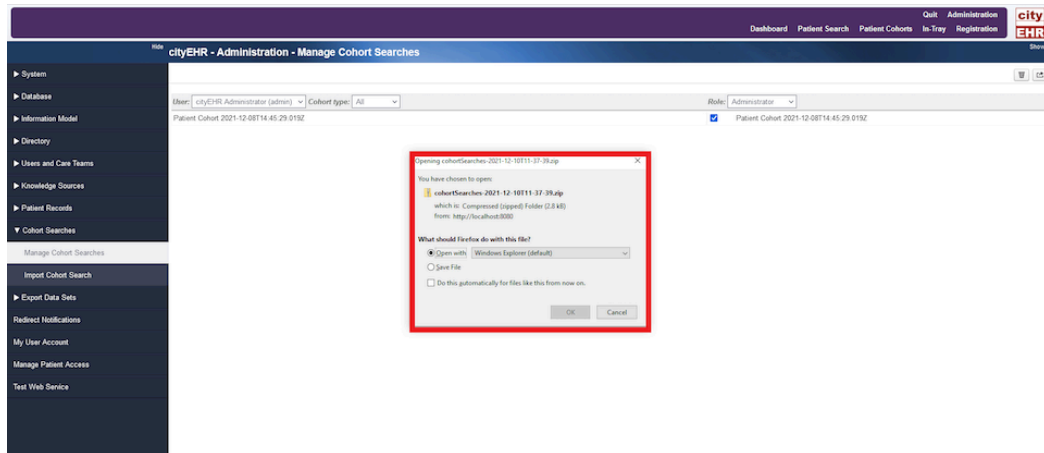 Quit Administration
Dashboard Patient Search Patient Cohorts In-Tray Registration
city
EHR
Hide
cityEHR - Administration - Manage Cohort Searches
Show
▶ System
▶ Database
▶ Information Model
▶ Directory
▶ Users and Care Teams
▶ Knowledge Sources
▶ Patient Records
▼ Cohort Searches
Manage Cohort Searches
Import Cohort Search
▶ Export Data Sets
Redirect Notifications
My User Account
Manage Patient Access
Test Web Service
User: cityEHR Administrator (admin) Cohort type: All
Role: Administrator
Patient Cohort 2021-12-08T14:45:29.019Z
Patient Cohort 2021-12-08T14:45:29.019Z
Opening cohortSearches-2021-12-10T11-37-39.zip
You have chosen to open:
cohortSearches-2021-12-10T11-37-39.zip
which is: Compressed (zipped) Folder (2.8 kB)
from: http://localhost:8080
What should Firefox do with this file?
Open with Windows Explorer (default)
Save File
Do this automatically for files like this from now on.
OK Cancel